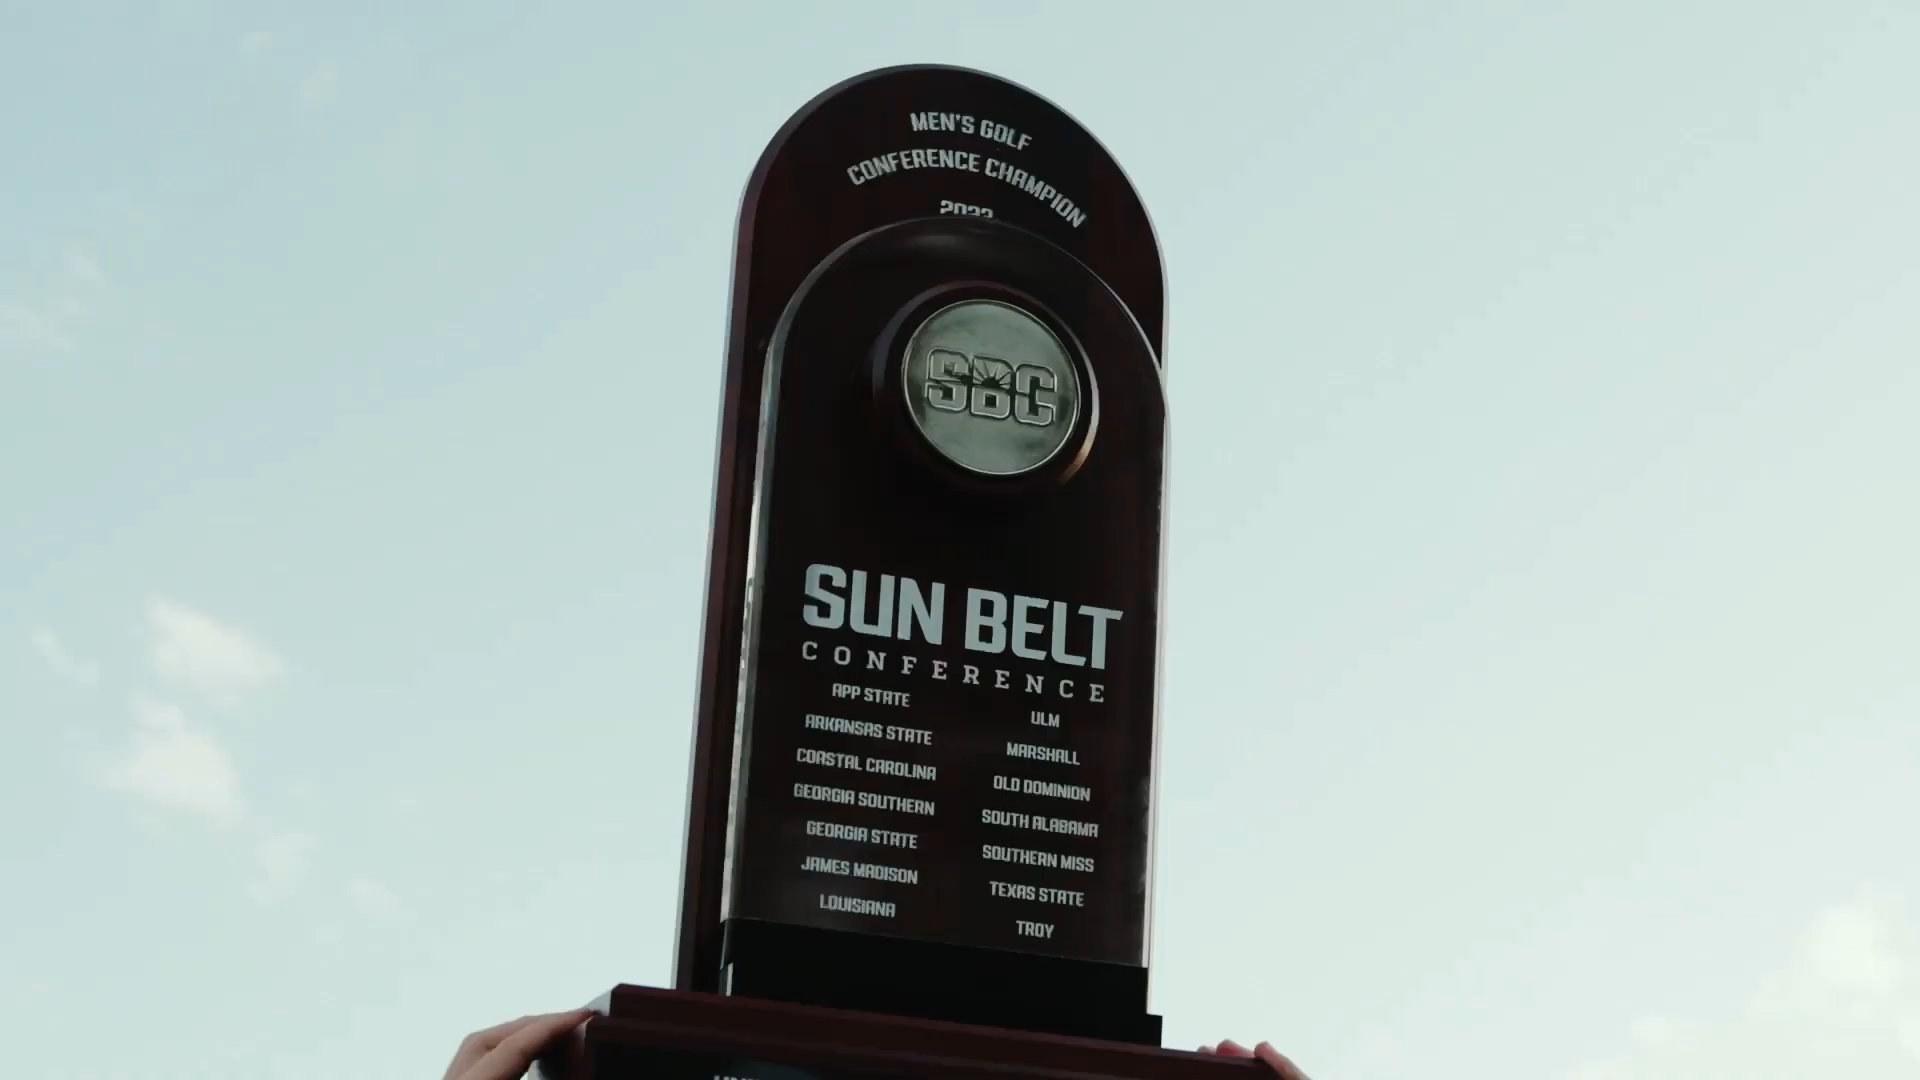 MEN'S GOLF
CONFERENCE CHAMPION
SBC
SUN BELT
CONFERENCE
APP STATE
ARKANSAS STATE
COASTAL CAROLINA
GEORGIA SOUTHERN
GEORGIA STATE
JAMES MADISON
LOUISIANA
ULM
MARSHALL
OLD DOMINION
SOUTH ALABAMA
SOUTHERN MISS
TEXAS STATE
TROY